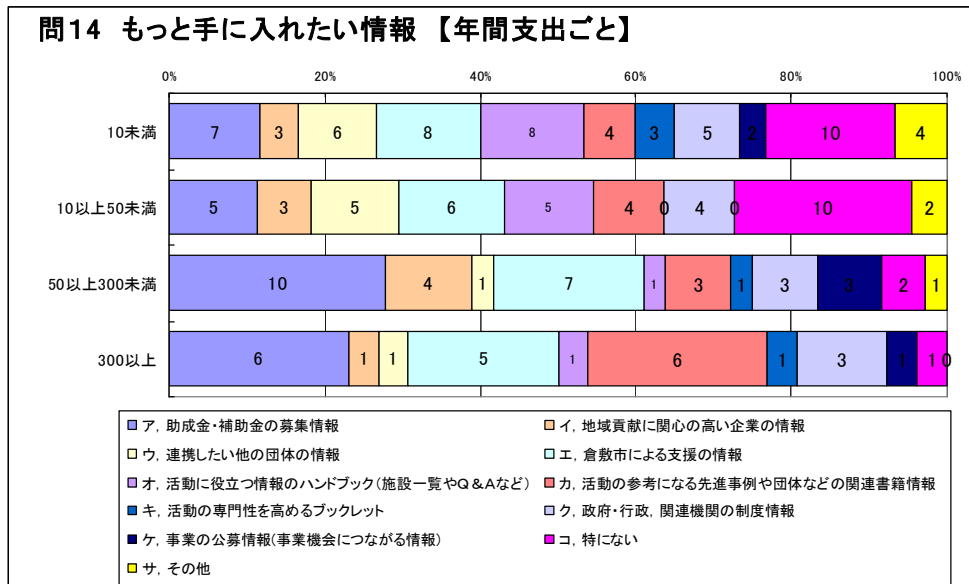 問14 もっと手に入れたい情報 【年間支出ごと】
0% 20% 40% 60% 80% 100%
10未満 7 3 6 8 8 4 3 5 2 10 4
10以上50未満 5 3 5 6 5 4 0 4 0 10 2
50以上300未満 10 4 1 7 1 3 1 3 3 2 1
300以上 6 1 1 5 1 6 1 3 1 1 0
ア, 助成金・補助金の募集情報 イ, 地域貢献に関心の高い企業の情報
ウ, 連携したい他の団体の情報 エ, 倉敷市による支援の情報
オ, 活動に役立つ情報のハンドブック(施設一覧やQ&Aなど) カ, 活動の参考になる先進事例や団体などの関連書籍情報
キ, 活動の専門性を高めるブックレット ク, 政府・行政, 関連機関の制度情報
ケ, 事業の公募情報(事業機会につながる情報) コ, 特にない
サ, その他